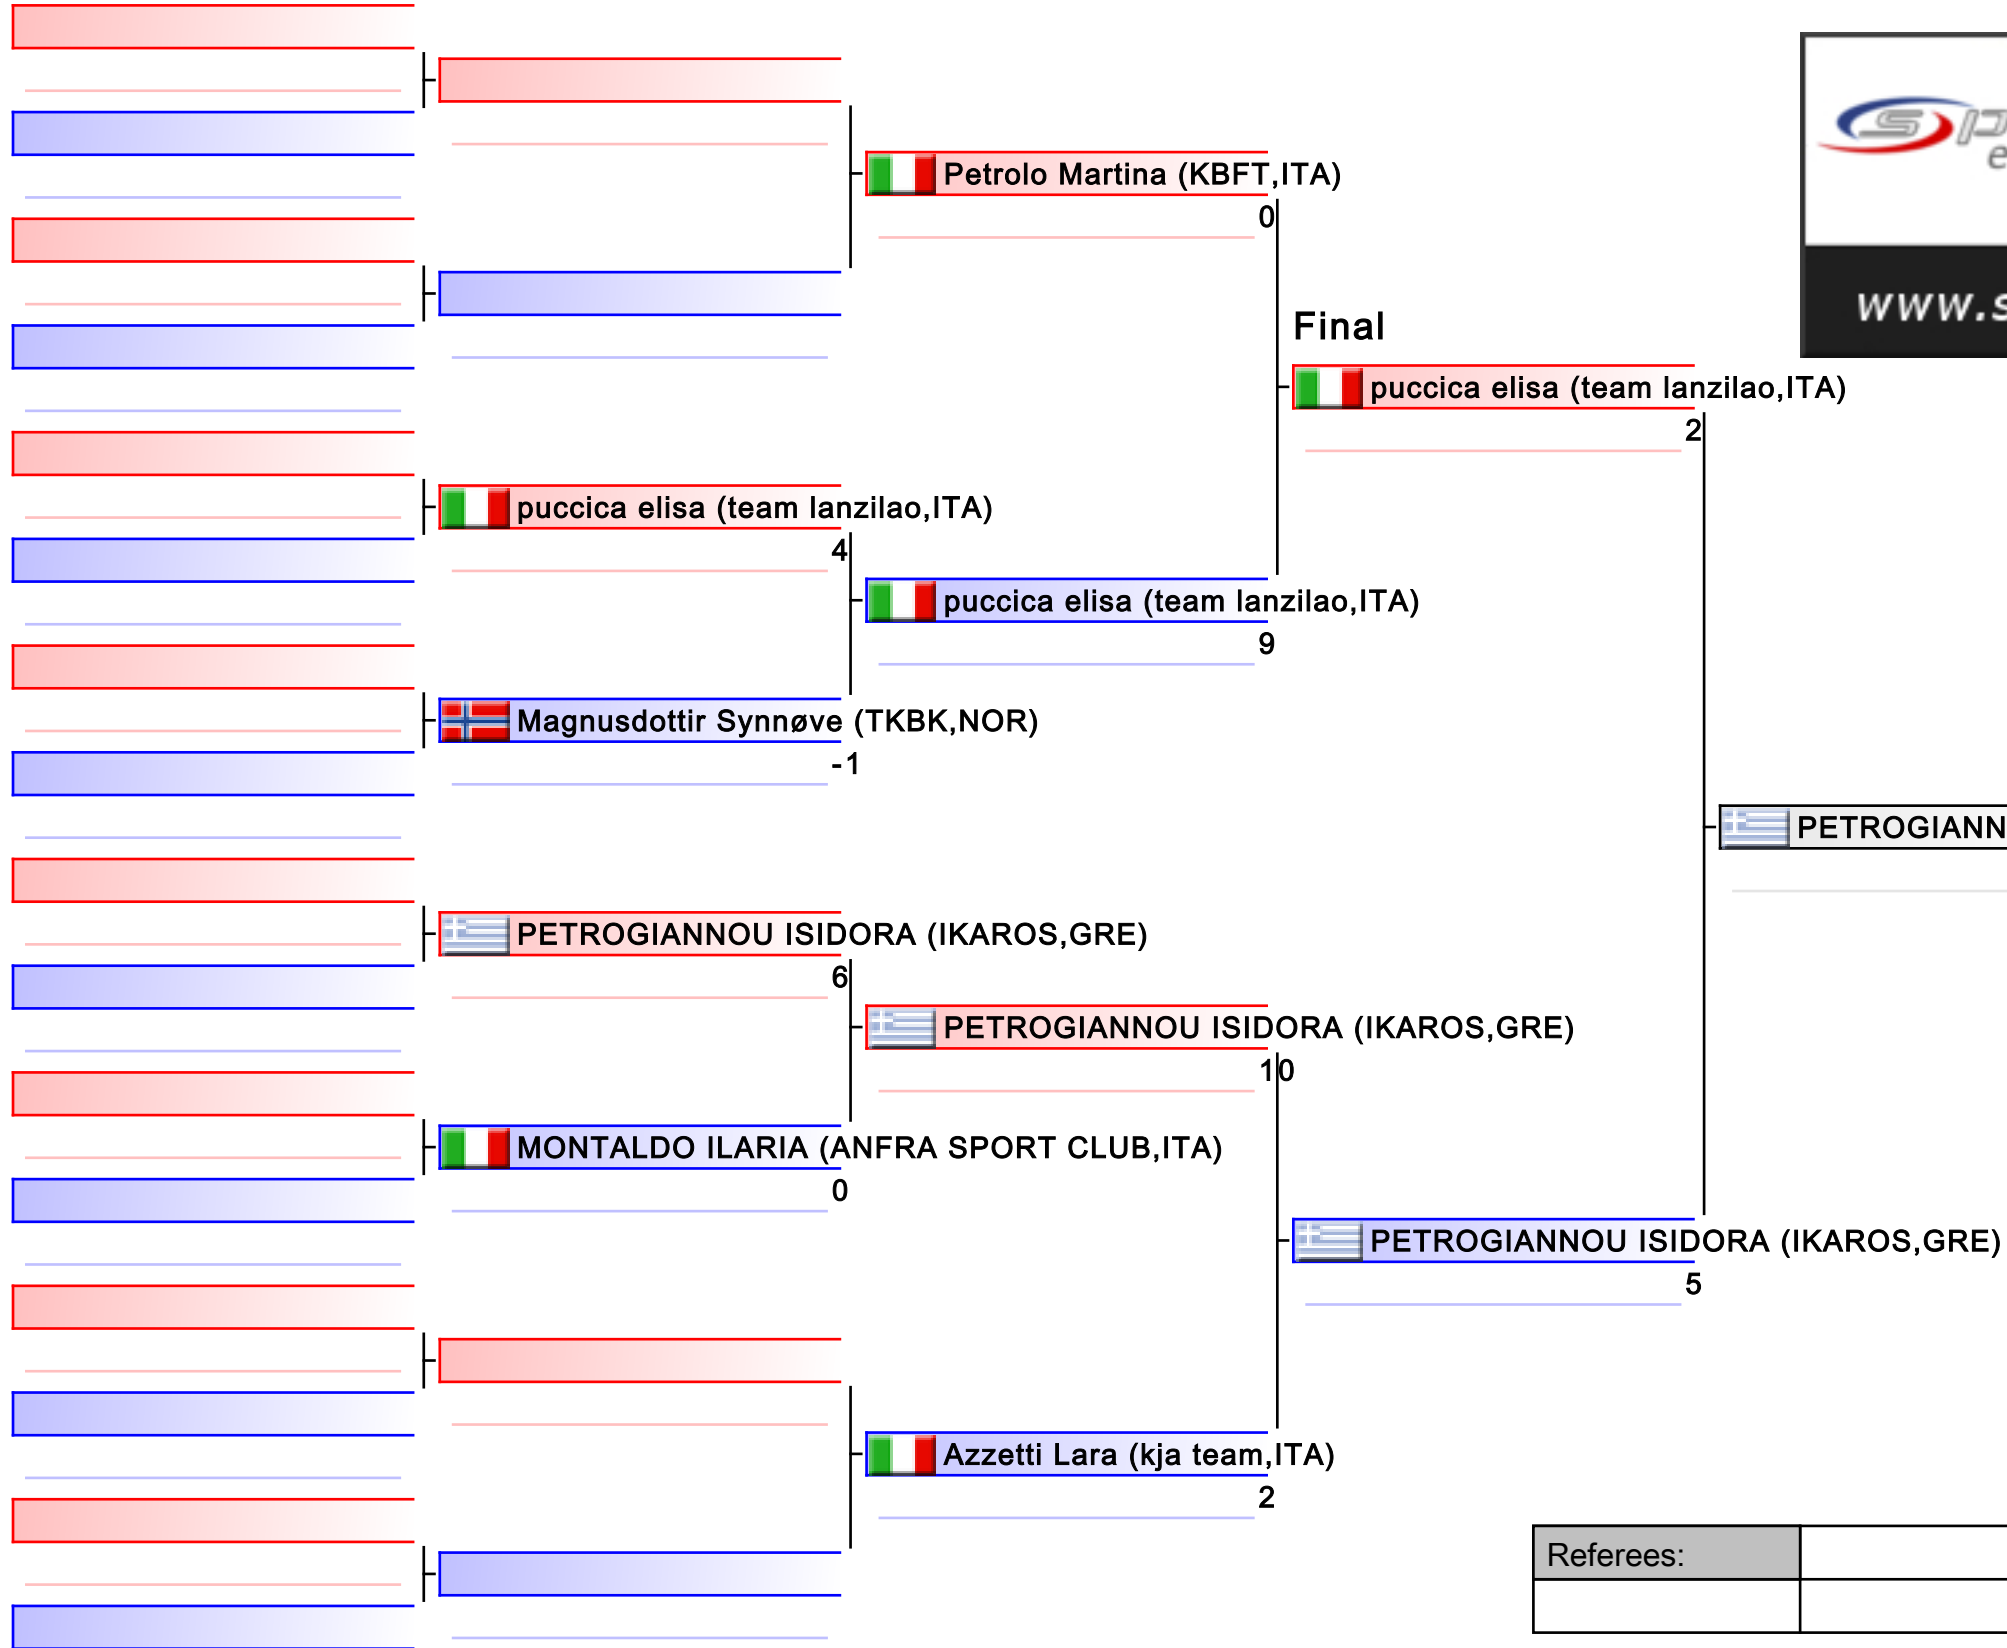 Petrolo Martina (KBFT,ITA)
0
Final
puccica elisa (team lanzilao,ITA)
2
puccica elisa (team lanzilao,ITA)
4
puccica elisa (team lanzilao,ITA)
9
Magnusdottir Synnøve (TKBK,NOR)
-1
PETROGIANN
PETROGIANNOU ISIDORA (IKAROS,GRE)
6
PETROGIANNOU ISIDORA (IKAROS,GRE)
10
MONTALDO ILARIA (ANFRA SPORT CLUB,ITA)
0
PETROGIANNOU ISIDORA (IKAROS,GRE)
5
Azzetti Lara (kja team,ITA)
2
Referees:
www.s